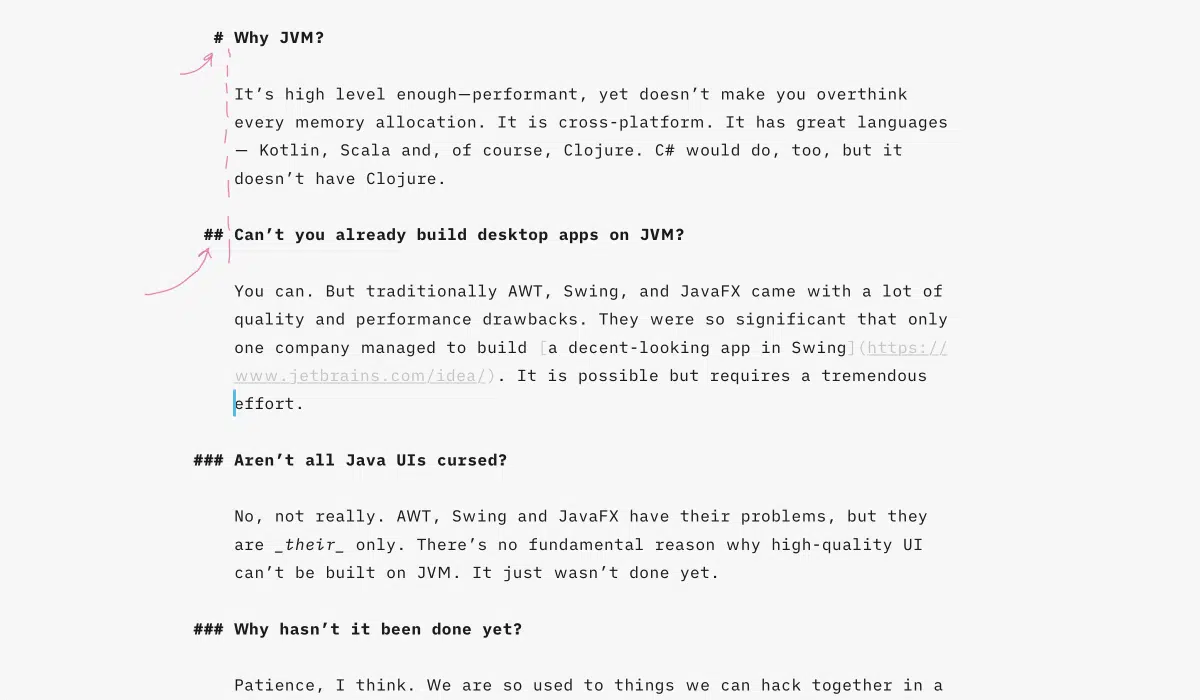 # Why JVM?
It’s high level enough—performant, yet doesn’t make you overthink
every memory allocation. It is cross-platform. It has great languages
— Kotlin, Scala and, of course, Clojure. C# would do, too, but it
doesn’t have Clojure.
## Can’t you already build desktop apps on JVM?
You can. But traditionally AWT, Swing, and JavaFX came with a lot of
quality and performance drawbacks. They were so significant that only
one company managed to build [a decent-looking app in Swing](https://
www.jetbrains.com/idea/). It is possible but requires a tremendous
effort.
### Aren’t all Java UIs cursed?
No, not really. AWT, Swing and JavaFX have their problems, but they
are _their_ only. There’s no fundamental reason why high-quality UI
can’t be built on JVM. It just wasn’t done yet.
### Why hasn’t it been done yet?
Patience, I think. We are so used to things we can hack together in a